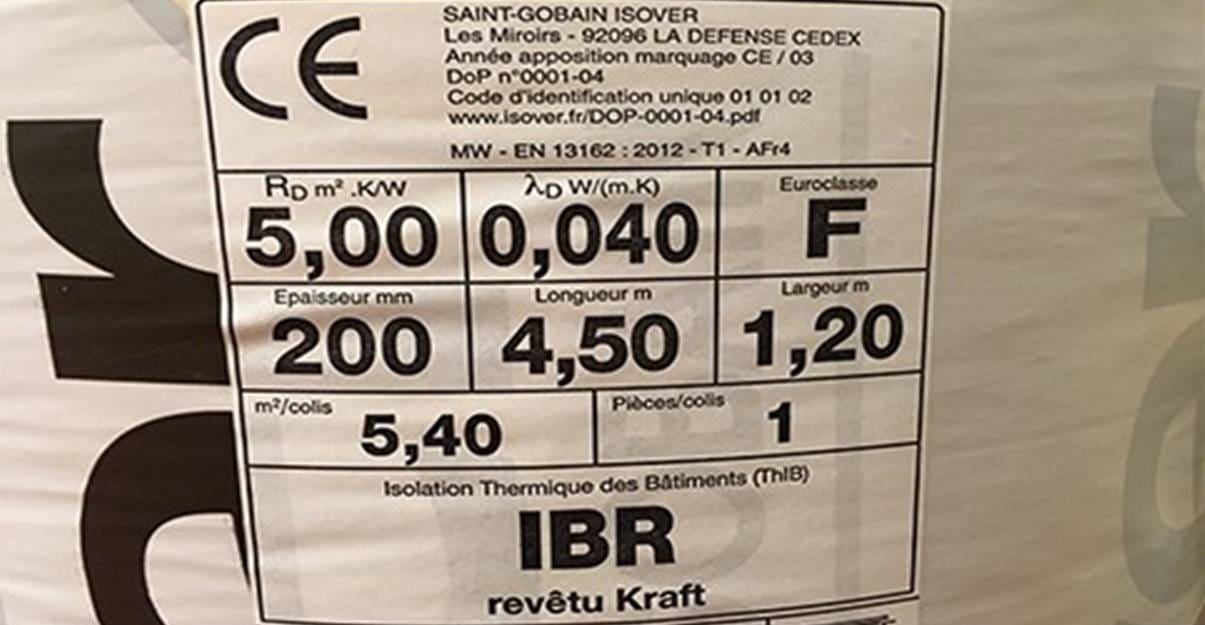 CE
SAINT-GOBAIN ISOVER
Les Miroirs - 92096 LA DEFENSE CEDEX
Année apposition marquage CE / 03
DoP n°0001-04
Code d'identification unique 01 01 02
www.isover.fr/DOP-0001-04.pdf
MW - EN 13162 : 2012 - T1 - AFr4
RD m² .K/W
5,00
λD W/(m.K)
0,040
Euroclasse
F
Epaisseur mm
200
Longueur m
4,50
Largeur m
1,20
m²/colis
5,40
Pièces/colis
1
Isolation Thermique des Bâtiments (ThIB)
IBR
revêtu Kraft